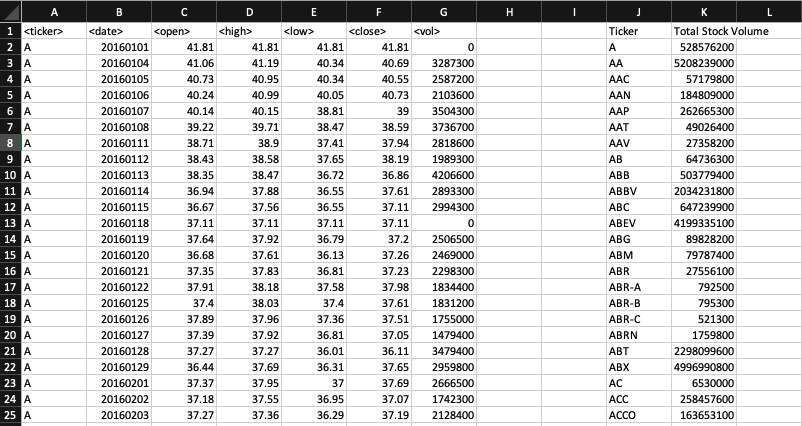 A B C D E F G H I J K L
1 <ticker> <date> <open> <high> <low> <close> <vol> Ticker Total Stock Volume
2 A 20160101 41.81 41.81 41.81 41.81 0 A 528576200
3 A 20160104 41.06 41.19 40.34 40.69 3287300 AA 5208239000
4 A 20160105 40.73 40.95 40.34 40.55 2587200 AAC 57179800
5 A 20160106 40.24 40.99 40.05 40.73 2103600 AAN 184809000
6 A 20160107 40.14 40.15 38.81 39 3504300 AAP 262665300
7 A 20160108 39.22 39.71 38.47 38.59 3736700 AAT 49026400
8 A 20160111 38.71 38.9 37.41 37.94 2818600 AAV 27358200
9 A 20160112 38.43 38.58 37.65 38.19 1989300 AB 64736300
10 A 20160113 38.35 38.47 36.72 36.86 4206600 ABB 503779400
11 A 20160114 36.94 37.88 36.55 37.61 2893300 ABBV 2034231800
12 A 20160115 36.67 37.56 36.55 37.11 2994300 ABC 647239900
13 A 20160118 37.11 37.11 37.11 37.11 0 ABEV 4199335100
14 A 20160119 37.64 37.92 36.79 37.2 2506500 ABG 89828200
15 A 20160120 36.68 37.61 36.13 37.26 2469000 ABM 79787400
16 A 20160121 37.35 37.83 36.81 37.23 2298300 ABR 27556100
17 A 20160122 37.91 38.18 37.58 37.98 1834400 ABR-A 792500
18 A 20160125 37.4 38.03 37.4 37.61 1831200 ABR-B 795300
19 A 20160126 37.89 37.96 37.36 37.51 1755000 ABR-C 521300
20 A 20160127 37.39 37.92 36.81 37.05 1479400 ABRN 1759800
21 A 20160128 37.27 37.27 36.01 36.11 3479400 ABT 2298099600
22 A 20160129 36.44 37.69 36.31 37.65 2959800 ABX 4996990800
23 A 20160201 37.37 37.95 37 37.69 2666500 AC 6530000
24 A 20160202 37.18 37.55 36.95 37.07 1742300 ACC 258457600
25 A 20160203 37.27 37.36 36.29 37.19 2128400 ACCO 163653100